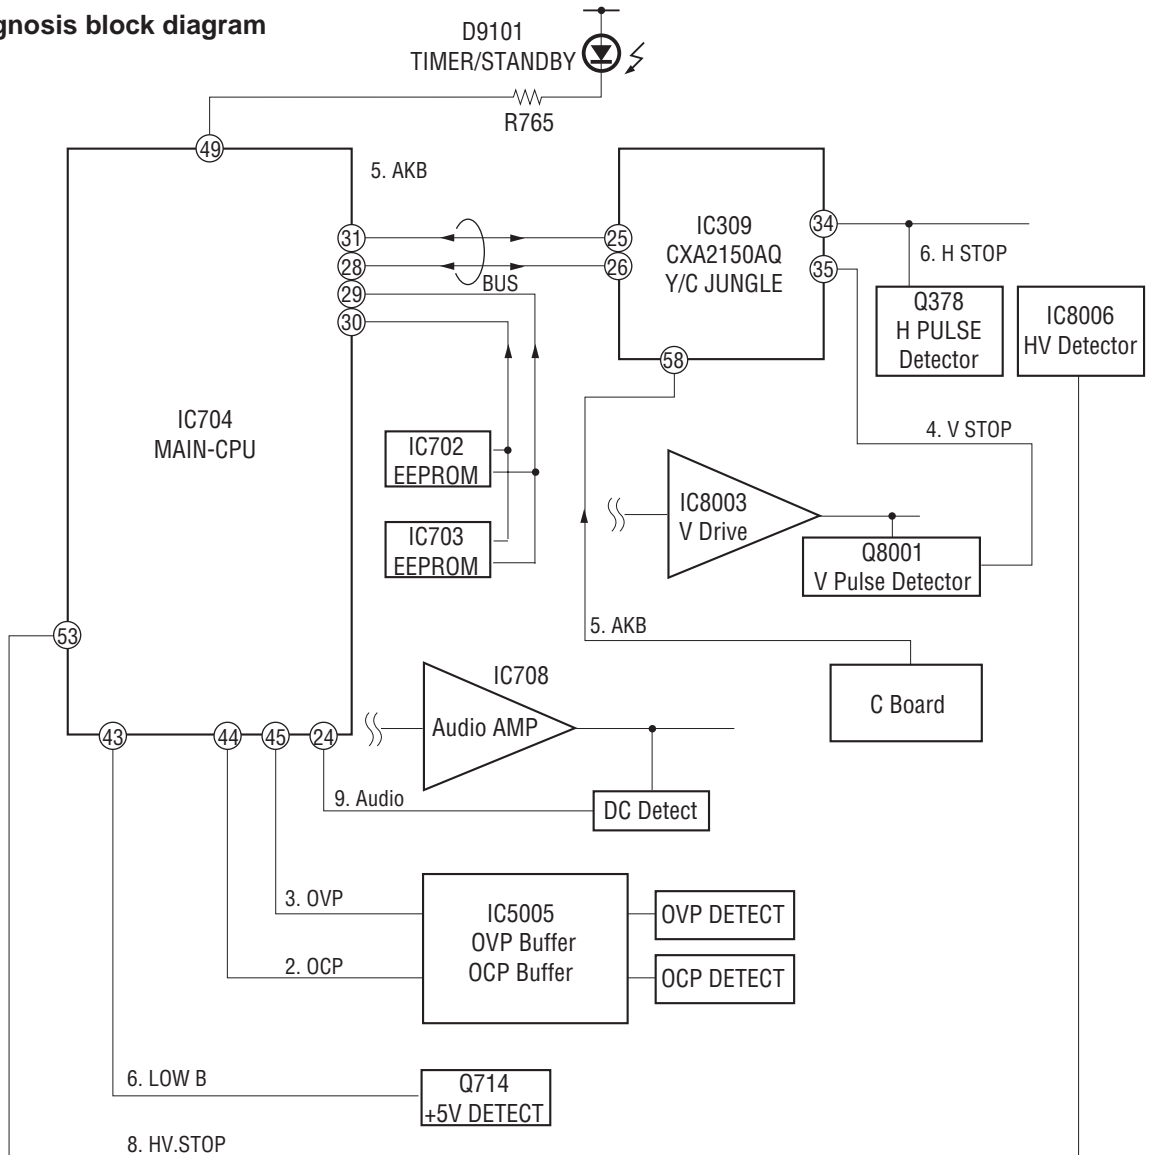 gnosis block diagram
D9101
TIMER/STANDBY
R765
49
5. AKB
31
28
29
30
BUS
25
26
IC309
CXA2150AQ
Y/C JUNGLE
34
35
58
6. H STOP
Q378
H PULSE
Detector
IC8006
HV Detector
IC704
MAIN-CPU
IC702
EEPROM
IC703
EEPROM
4. V STOP
IC8003
V Drive
Q8001
V Pulse Detector
5. AKB
C Board
53
43
44
45
24
IC708
Audio AMP
9. Audio
DC Detect
3. OVP
2. OCP
IC5005
OVP Buffer
OCP Buffer
OVP DETECT
OCP DETECT
6. LOW B
Q714
+5V DETECT
8. HV.STOP